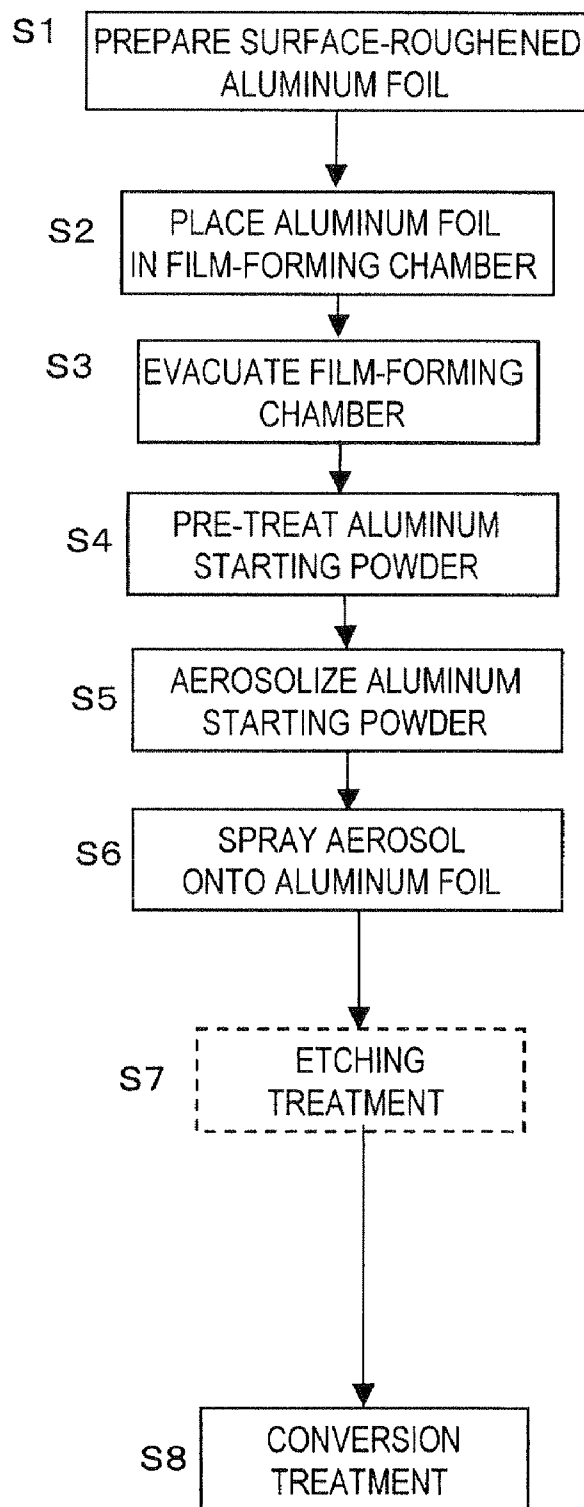 S1
PREPARE SURFACE-ROUGHENED
ALUMINUM FOIL
S2
PLACE ALUMINUM FOIL
IN FILM-FORMING CHAMBER
S3
EVACUATE FILM-FORMING
CHAMBER
S4
PRE-TREAT ALUMINUM
STARTING POWDER
S5
AEROSOLIZE ALUMINUM
STARTING POWDER
S6
SPRAY AEROSOL
ONTO ALUMINUM FOIL
S7
ETCHING
TREATMENT
S8
CONVERSION
TREATMENT